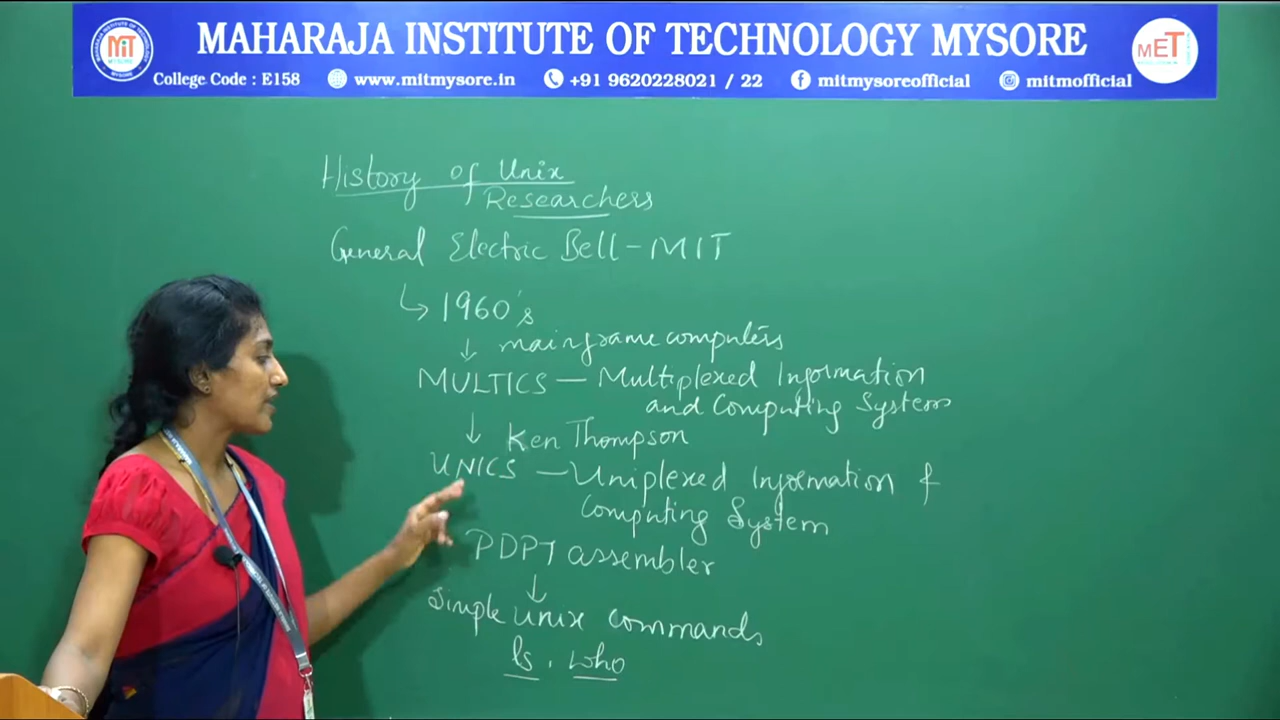 MAHARAJA INSTITUTE OF TECHNOLOGY MYSORE
College Code : E158 www.mitmysore.in +91 9620228021 / 22 mitmysoreofficial mitmofficial
MiT
MYSORE
MET
History of Unix
Researchers
General Electric Bell - MIT
↳ 1960's
↓ mainframe computers
MULTICS — Multiplexed Information
and Computing System
↓ Ken Thompson
UNICS — Uniplexed Information &
Computing System
PDP7 assembler
↓
Simple Unix commands
ls, who